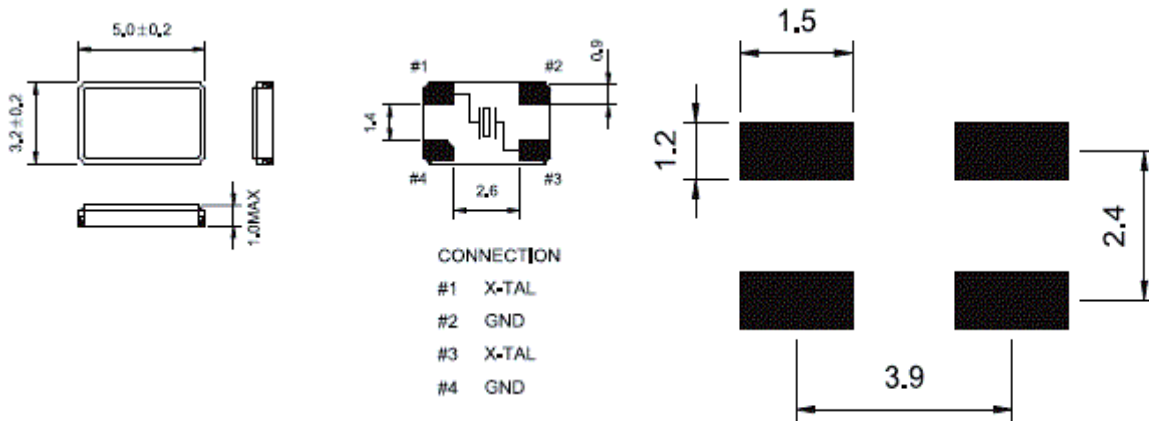 5.0±0.2
3.2±0.2
1.0MAX
#1 #2
0.9
1.4
#4 #3
2.6
CONNECTION
#1 X-TAL
#2 GND
#3 X-TAL
#4 GND
1.5
1.2
2.4
3.9